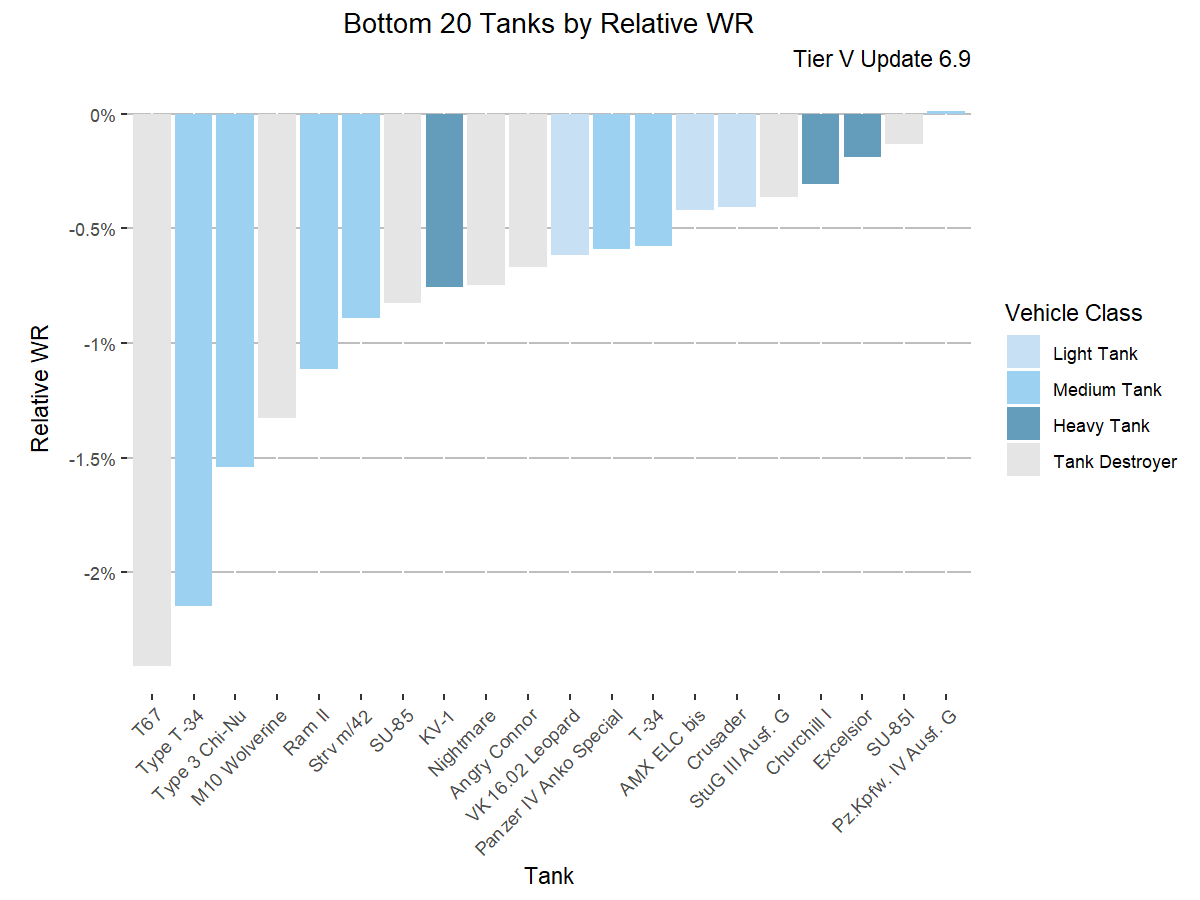 Bottom 20 Tanks by Relative WR
Tier V Update 6.9
0%
-0.5%
-1%
-1.5%
-2%
Relative WR
T67
Type T-34
Type 3 Chi-Nu
M10 Wolverine
Ram II
Strv m/42
SU-85
KV-1
Nightmare
Angry Connor
VK 16.02 Leopard
Panzer IV Anko Special
T-34
AMX ELC bis
Crusader
StuG III Ausf. G
Churchill I
Excelsior
SU-85I
Pz.Kpfw. IV Ausf. G
Tank
Vehicle Class
Light Tank
Medium Tank
Heavy Tank
Tank Destroyer